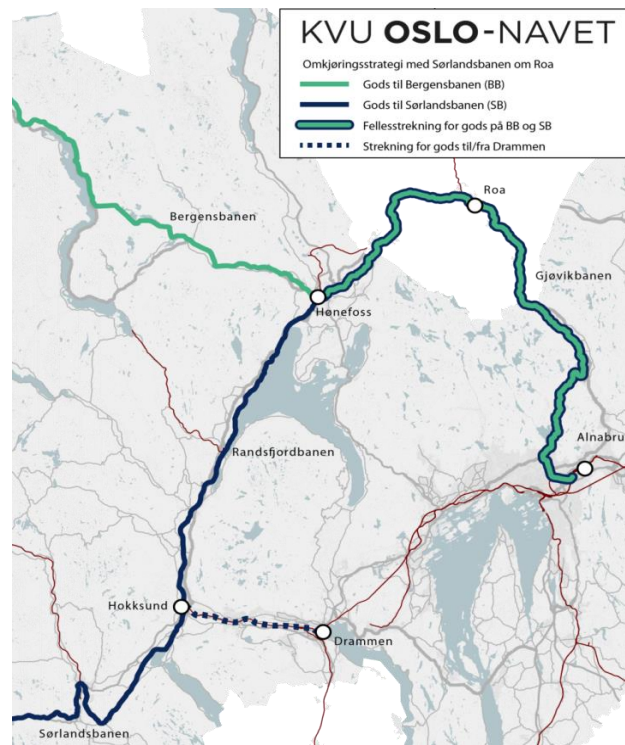 KVU OSLO-NAVET
Omkjøringsstrategi med Sørlandsbanen om Roa
Gods til Bergensbanen (BB)
Gods til Sørlandsbanen (SB)
Fellesstrekning for gods på BB og SB
Strekning for gods til/fra Drammen
Roa
Bergensbanen
Gjøvikbanen
Hønefoss
Alnabru
Randsfjordbanen
Hokksund
Drammen
Sørlandsbanen